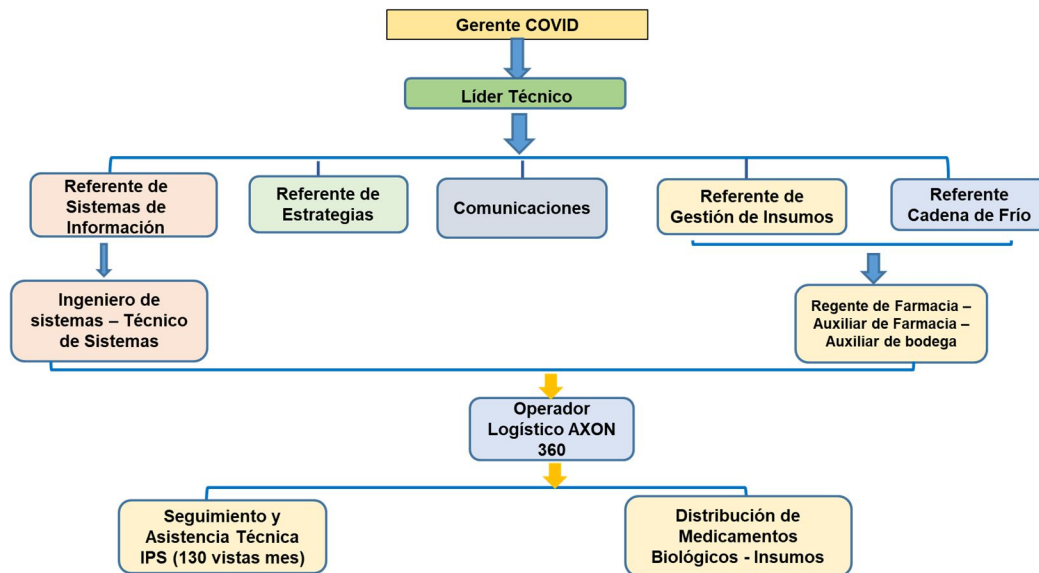 Gerente COVID
Líder Técnico
Referente de
Sistemas de
Información
Referente de
Estrategias
Comunicaciones
Referente de
Gestión de Insumos
Referente
Cadena de Frío
Ingeniero de
sistemas – Técnico
de Sistemas
Regente de Farmacia –
Auxiliar de Farmacia –
Auxiliar de bodega
Operador
Logístico AXON
360
Seguimiento y
Asistencia Técnica
IPS (130 vistas mes)
Distribución de
Medicamentos
Biológicos - Insumos